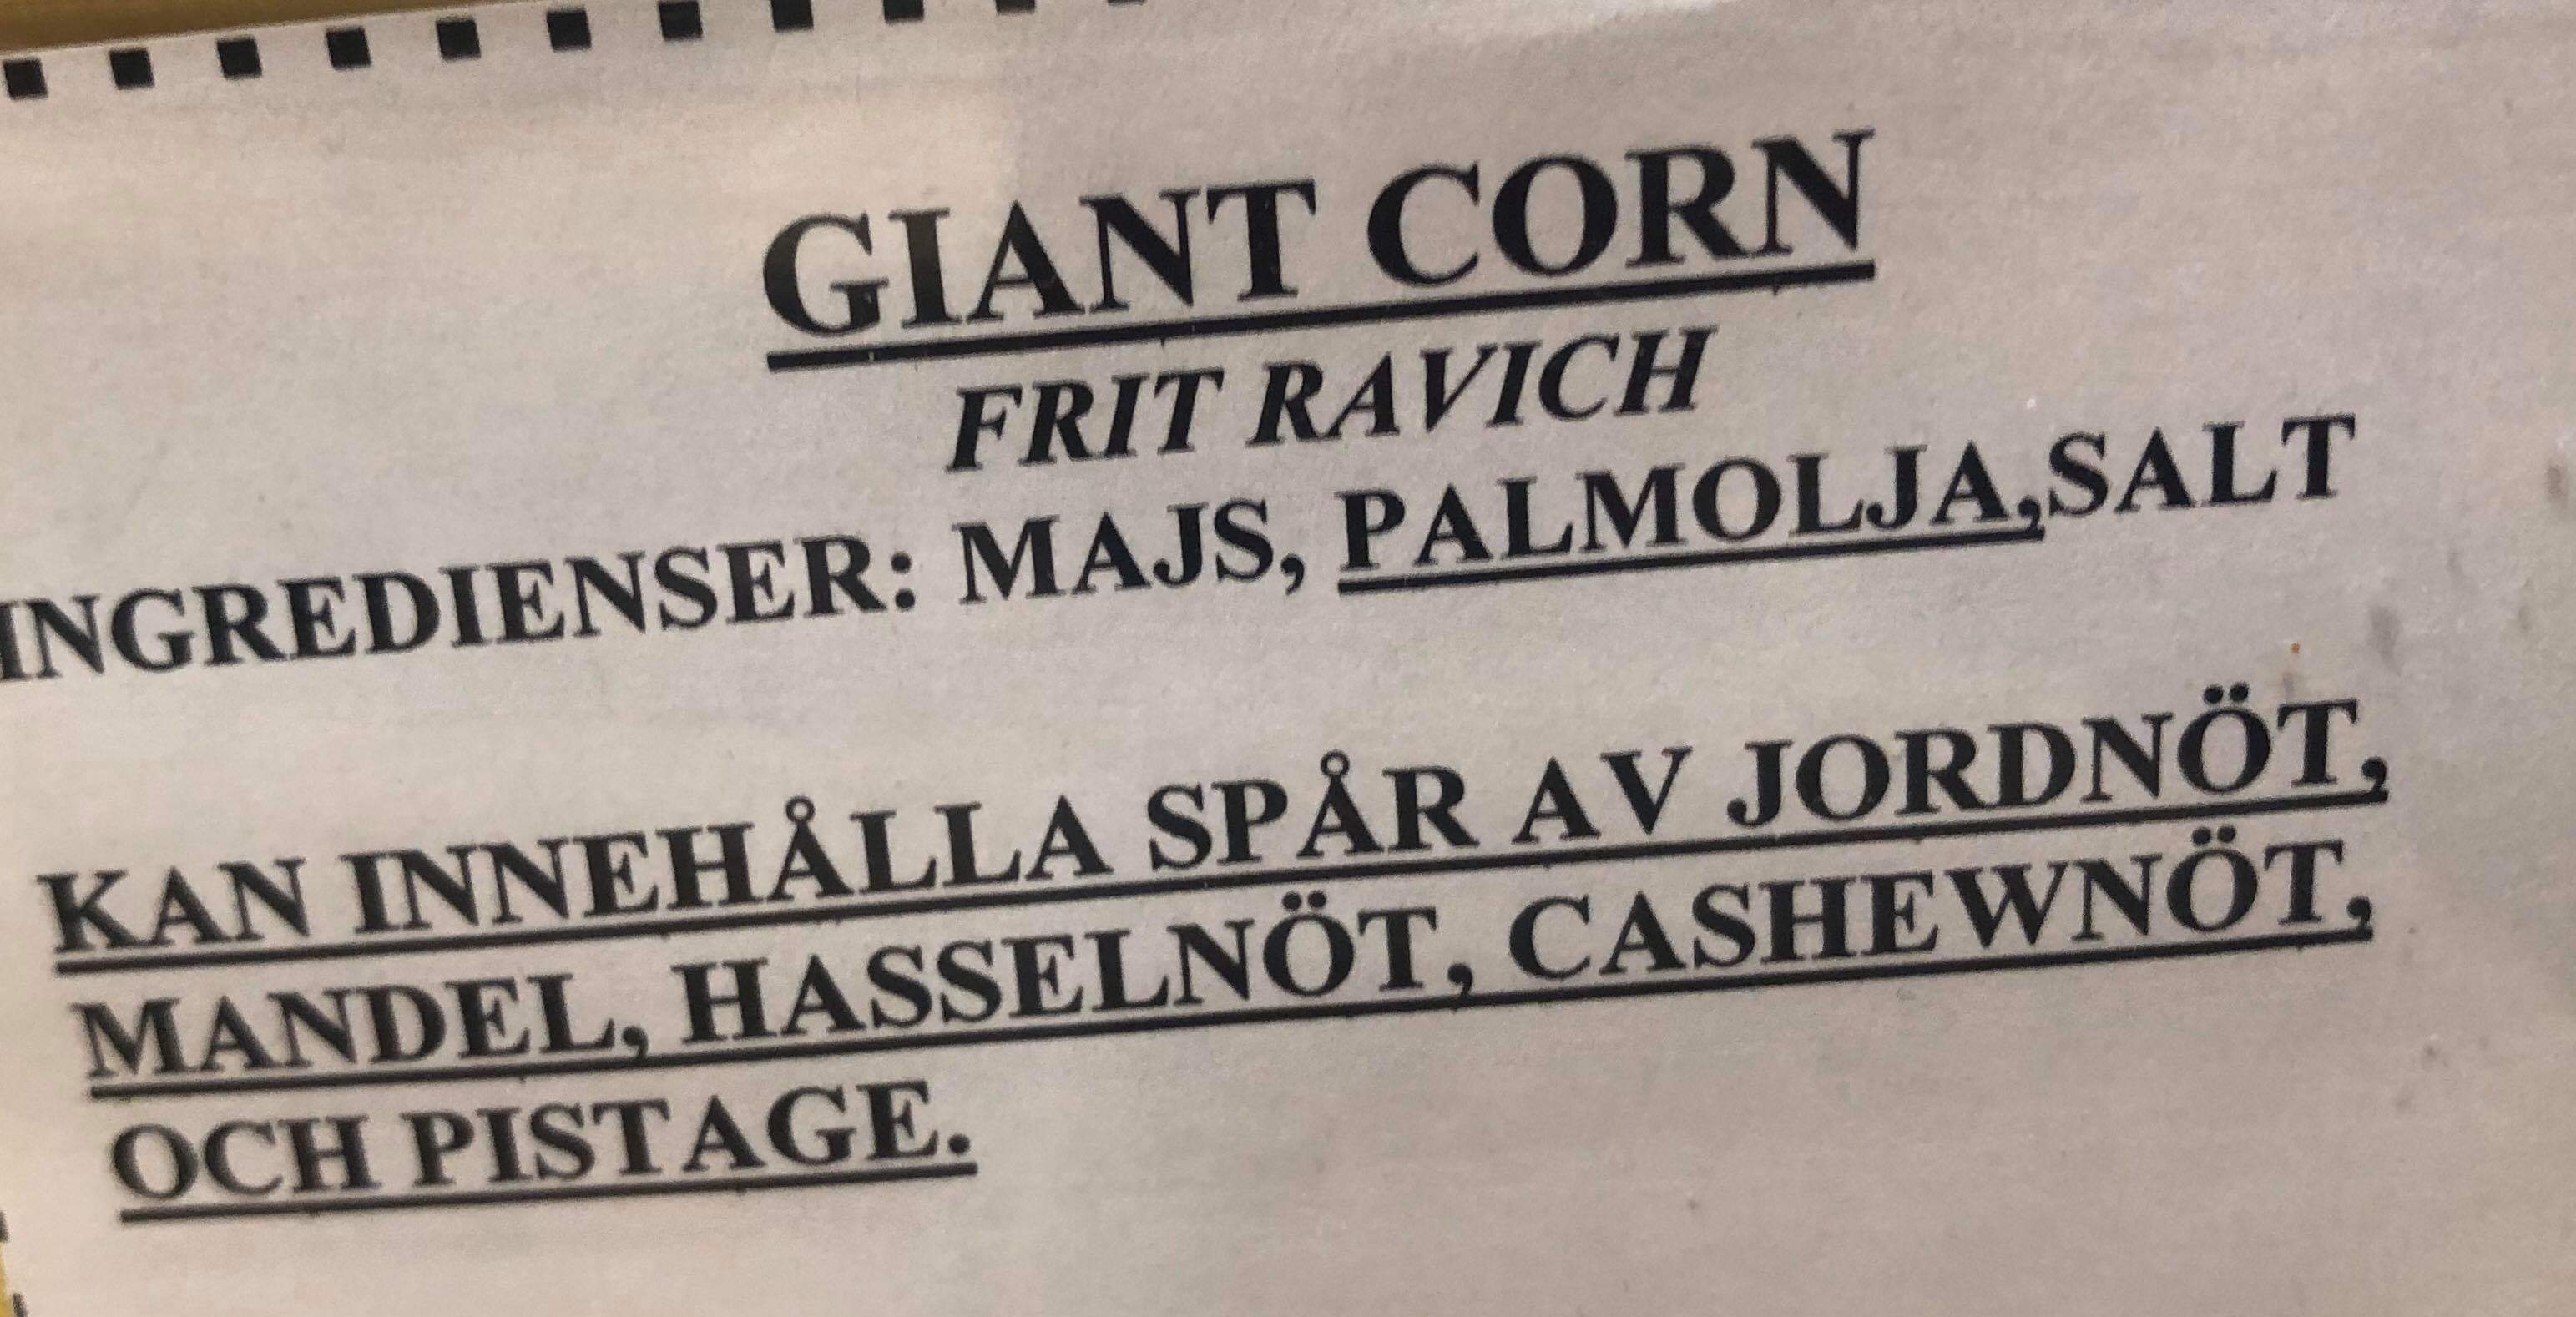 GIANT CORN
FRIT RAVICH
INGREDIENSER: MAJS, PALMOLJA,SALT
KAN INNEHÅLLA SPÅR AV JORDNÖT,
MANDEL, HASSELNÖT, CASHEWNÖT,
OCH PISTAGE.